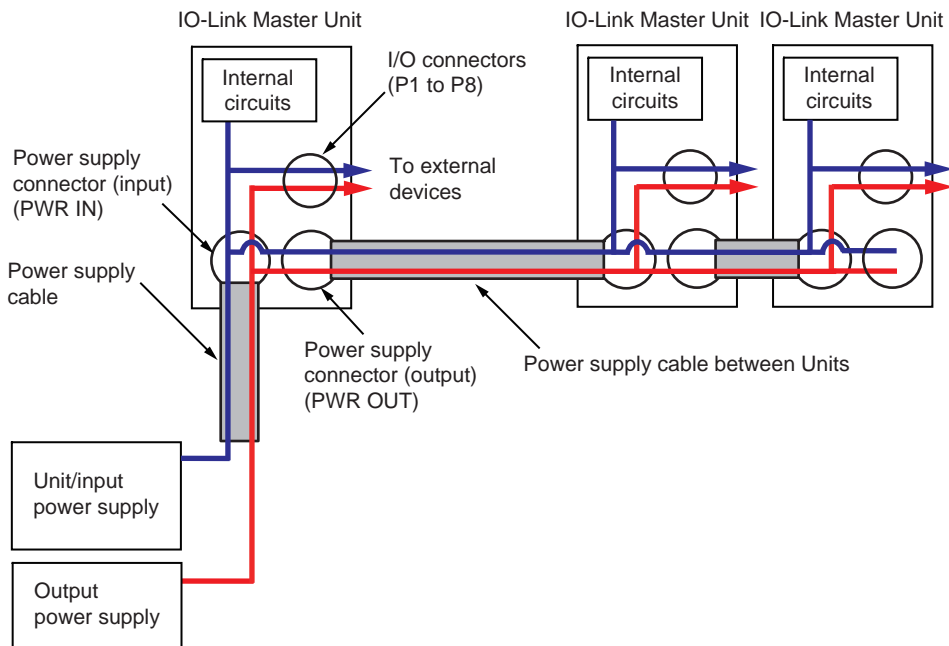 IO-Link Master Unit
IO-Link Master Unit
IO-Link Master Unit
Internal
circuits
I/O connectors
(P1 to P8)
Internal
circuits
Internal
circuits
Power supply
connector (input)
(PWR IN)
To external
devices
Power supply
cable
Power supply
connector (output)
(PWR OUT)
Power supply cable between Units
Unit/input
power supply
Output
power supply